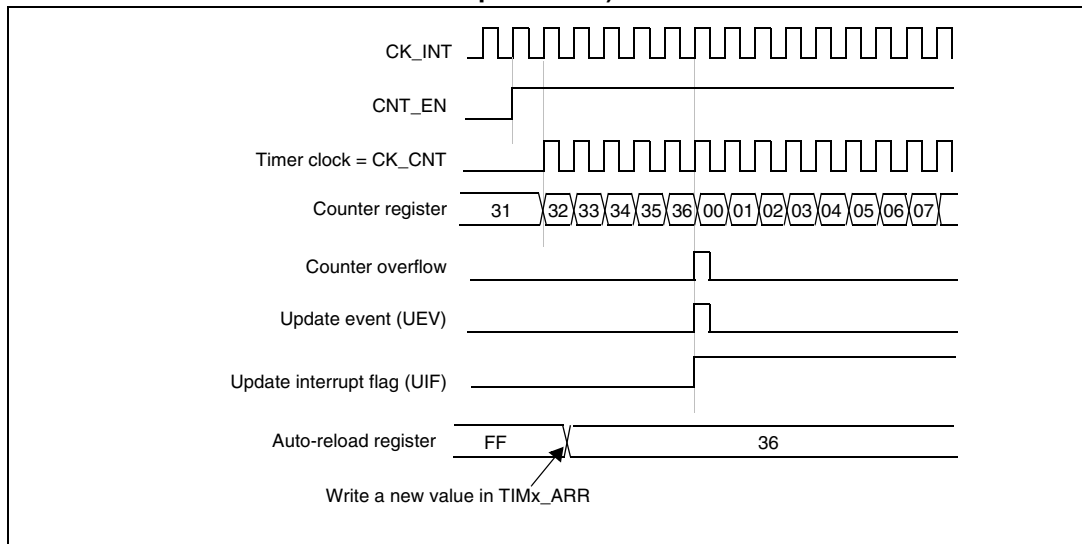 CK_INT
CNT_EN
Timer clock = CK_CNT
Counter register 31 32 33 34 35 36 00 01 02 03 04 05 06 07
Counter overflow
Update event (UEV)
Update interrupt flag (UIF)
Auto-reload register FF 36
Write a new value in TIMx_ARR